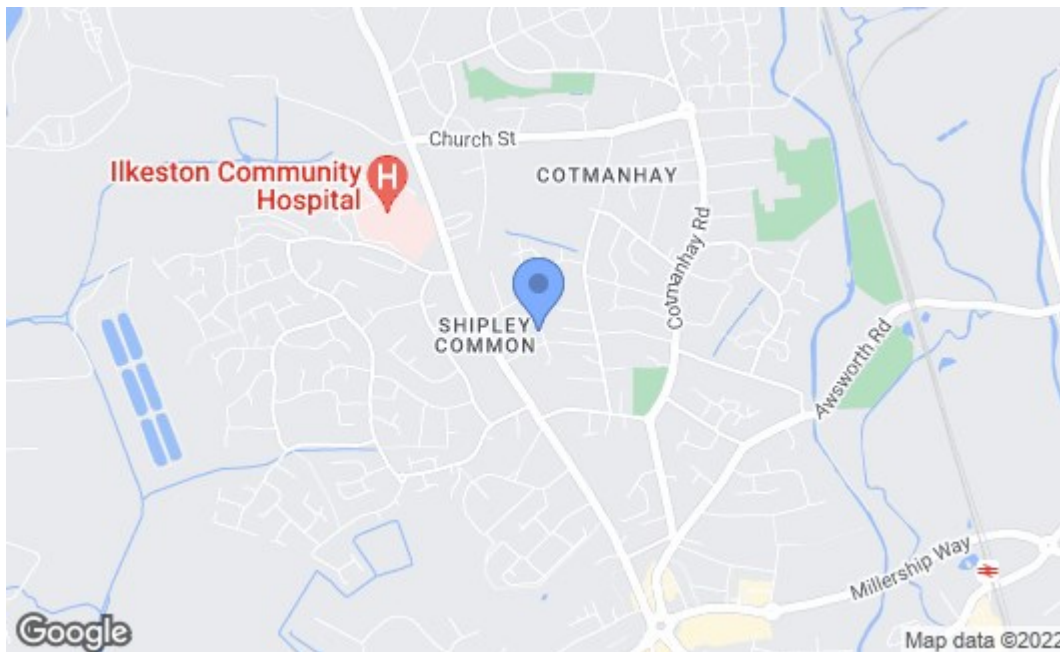 Church St
Ilkeston Community
Hospital
H
COTMANHAY
Cotmanhay Rd
SHIPLEY
COMMON
Awsworth Rd
Millership Way
Google
Map data ©2022